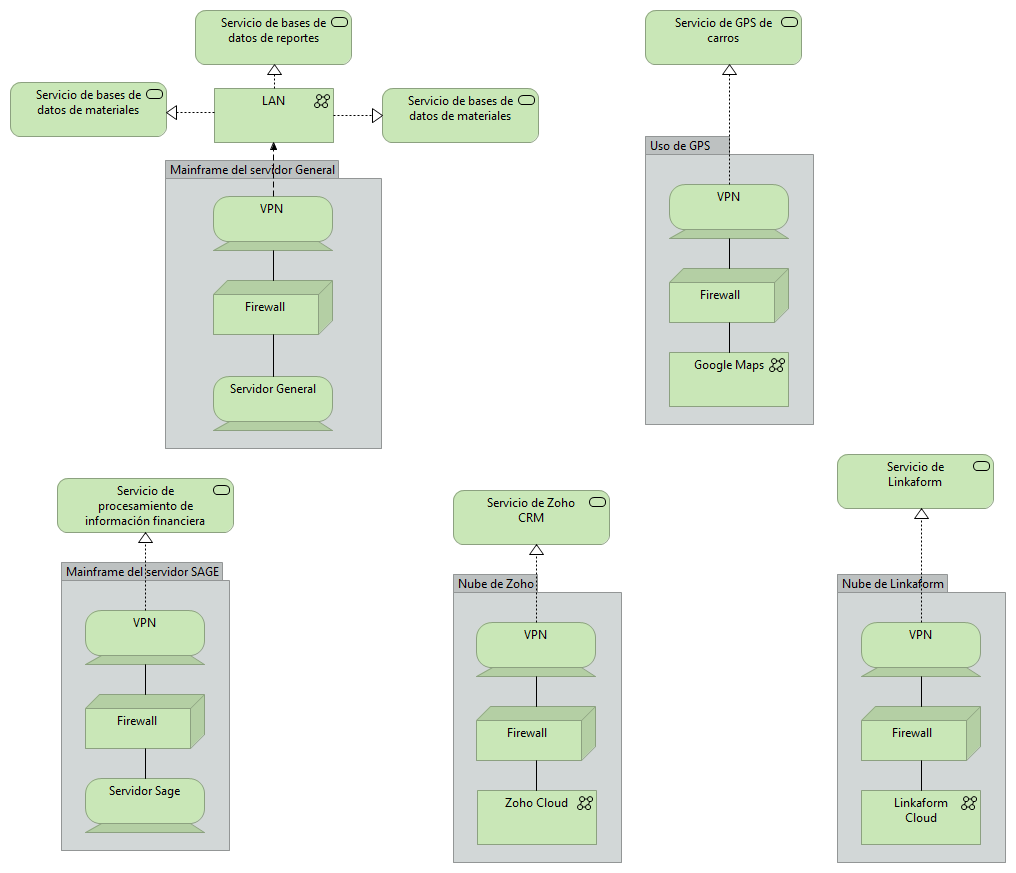 Servicio de bases de
datos de reportes
Servicio de bases de
datos de materiales
LAN
Servicio de bases de
datos de materiales
Mainframe del servidor General
VPN
Firewall
Servidor General
Servicio de GPS de
carros
Uso de GPS
VPN
Firewall
Google Maps
Servicio de
procesamiento de
información financiera
Mainframe del servidor SAGE
VPN
Firewall
Servidor Sage
Servicio de Zoho
CRM
Nube de Zoho
VPN
Firewall
Zoho Cloud
Servicio de
Linkaform
Nube de Linkaform
VPN
Firewall
Linkaform
Cloud